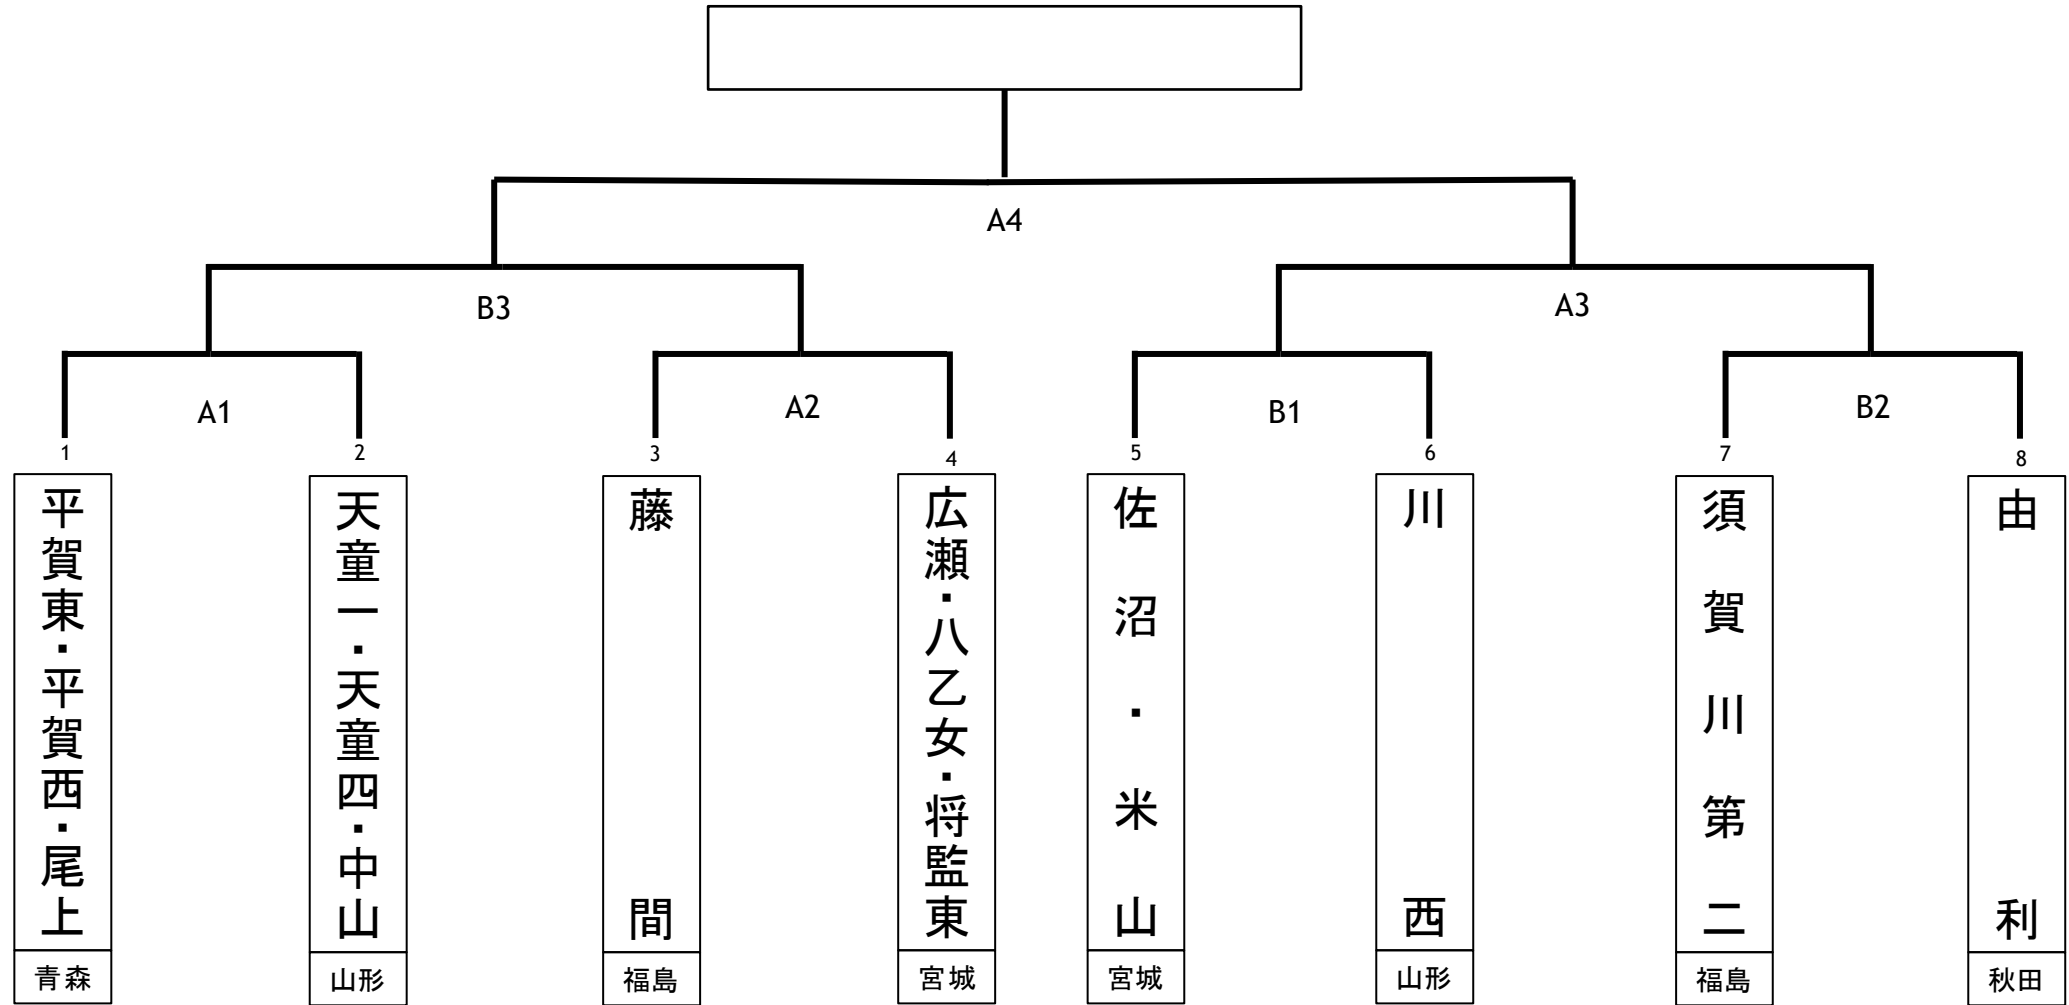 A4
B3
A3
A1
A2
B1
B2
1
2
3
4
5
6
7
8
平賀東・平賀西・尾上
天童一・天童四・中山
藤間
広瀬・八乙女・将監東
佐沼・米山
川西
須賀川第二
由利
青森
山形
福島
宮城
宮城
山形
福島
秋田